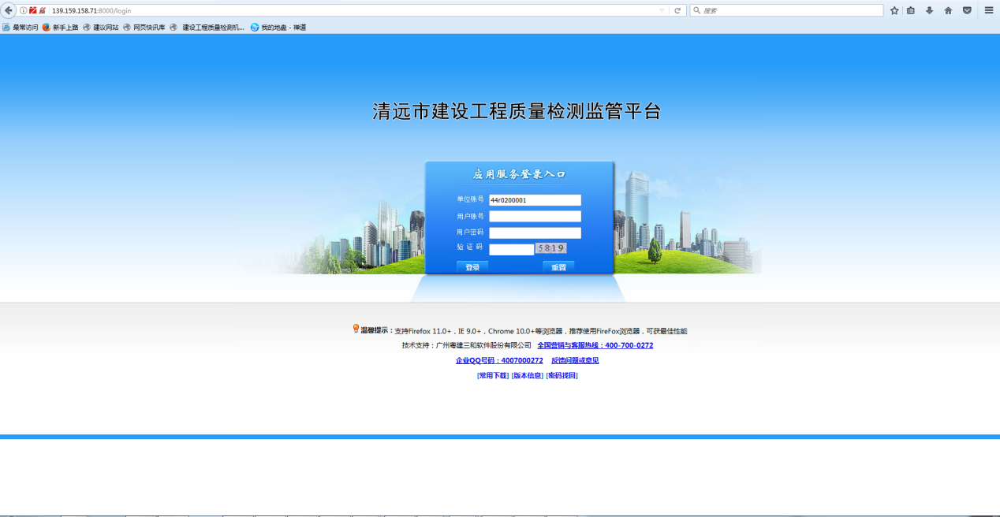 139.159.158.71:8000/login
搜索
最常访问 新手上路 建议网站 网页快讯库 建设工程质量检测机... 我的地盘 - 禅道
清远市建设工程质量检测监管平台
应用服务登录入口
单位账号 44r0200001
用户账号
用户密码
验证码 5819
登录 重置
温馨提示：支持Firefox 11.0+，IE 9.0+，Chrome 10.0+等浏览器，推荐使用FireFox浏览器，可获最佳性能
技术支持：广州粤建三和软件股份有限公司 全国营销与客服热线：400-700-0272
企业QQ号码：4007000272 反馈问题或意见
[常用下载] [版本信息] [密码找回]